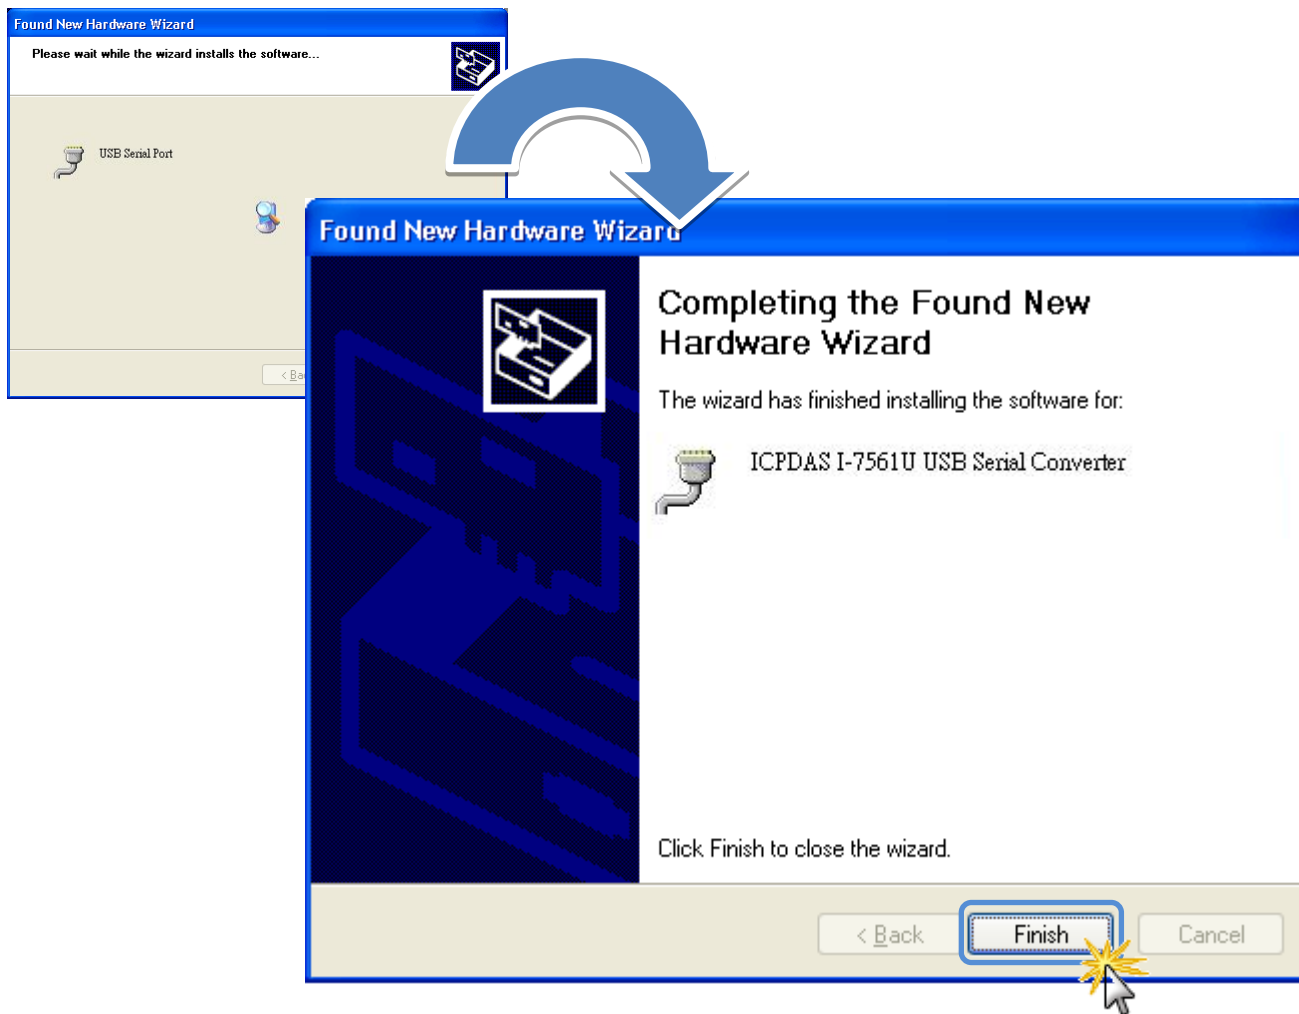 Found New Hardware Wizard
Please wait while the wizard installs the software...
USB Serial Port
< Ba
Found New Hardware Wizard
Completing the Found New
Hardware Wizard
The wizard has finished installing the software for:
ICPDAS I-7561U USB Serial Converter
Click Finish to close the wizard.
< Back
Finish
Cancel